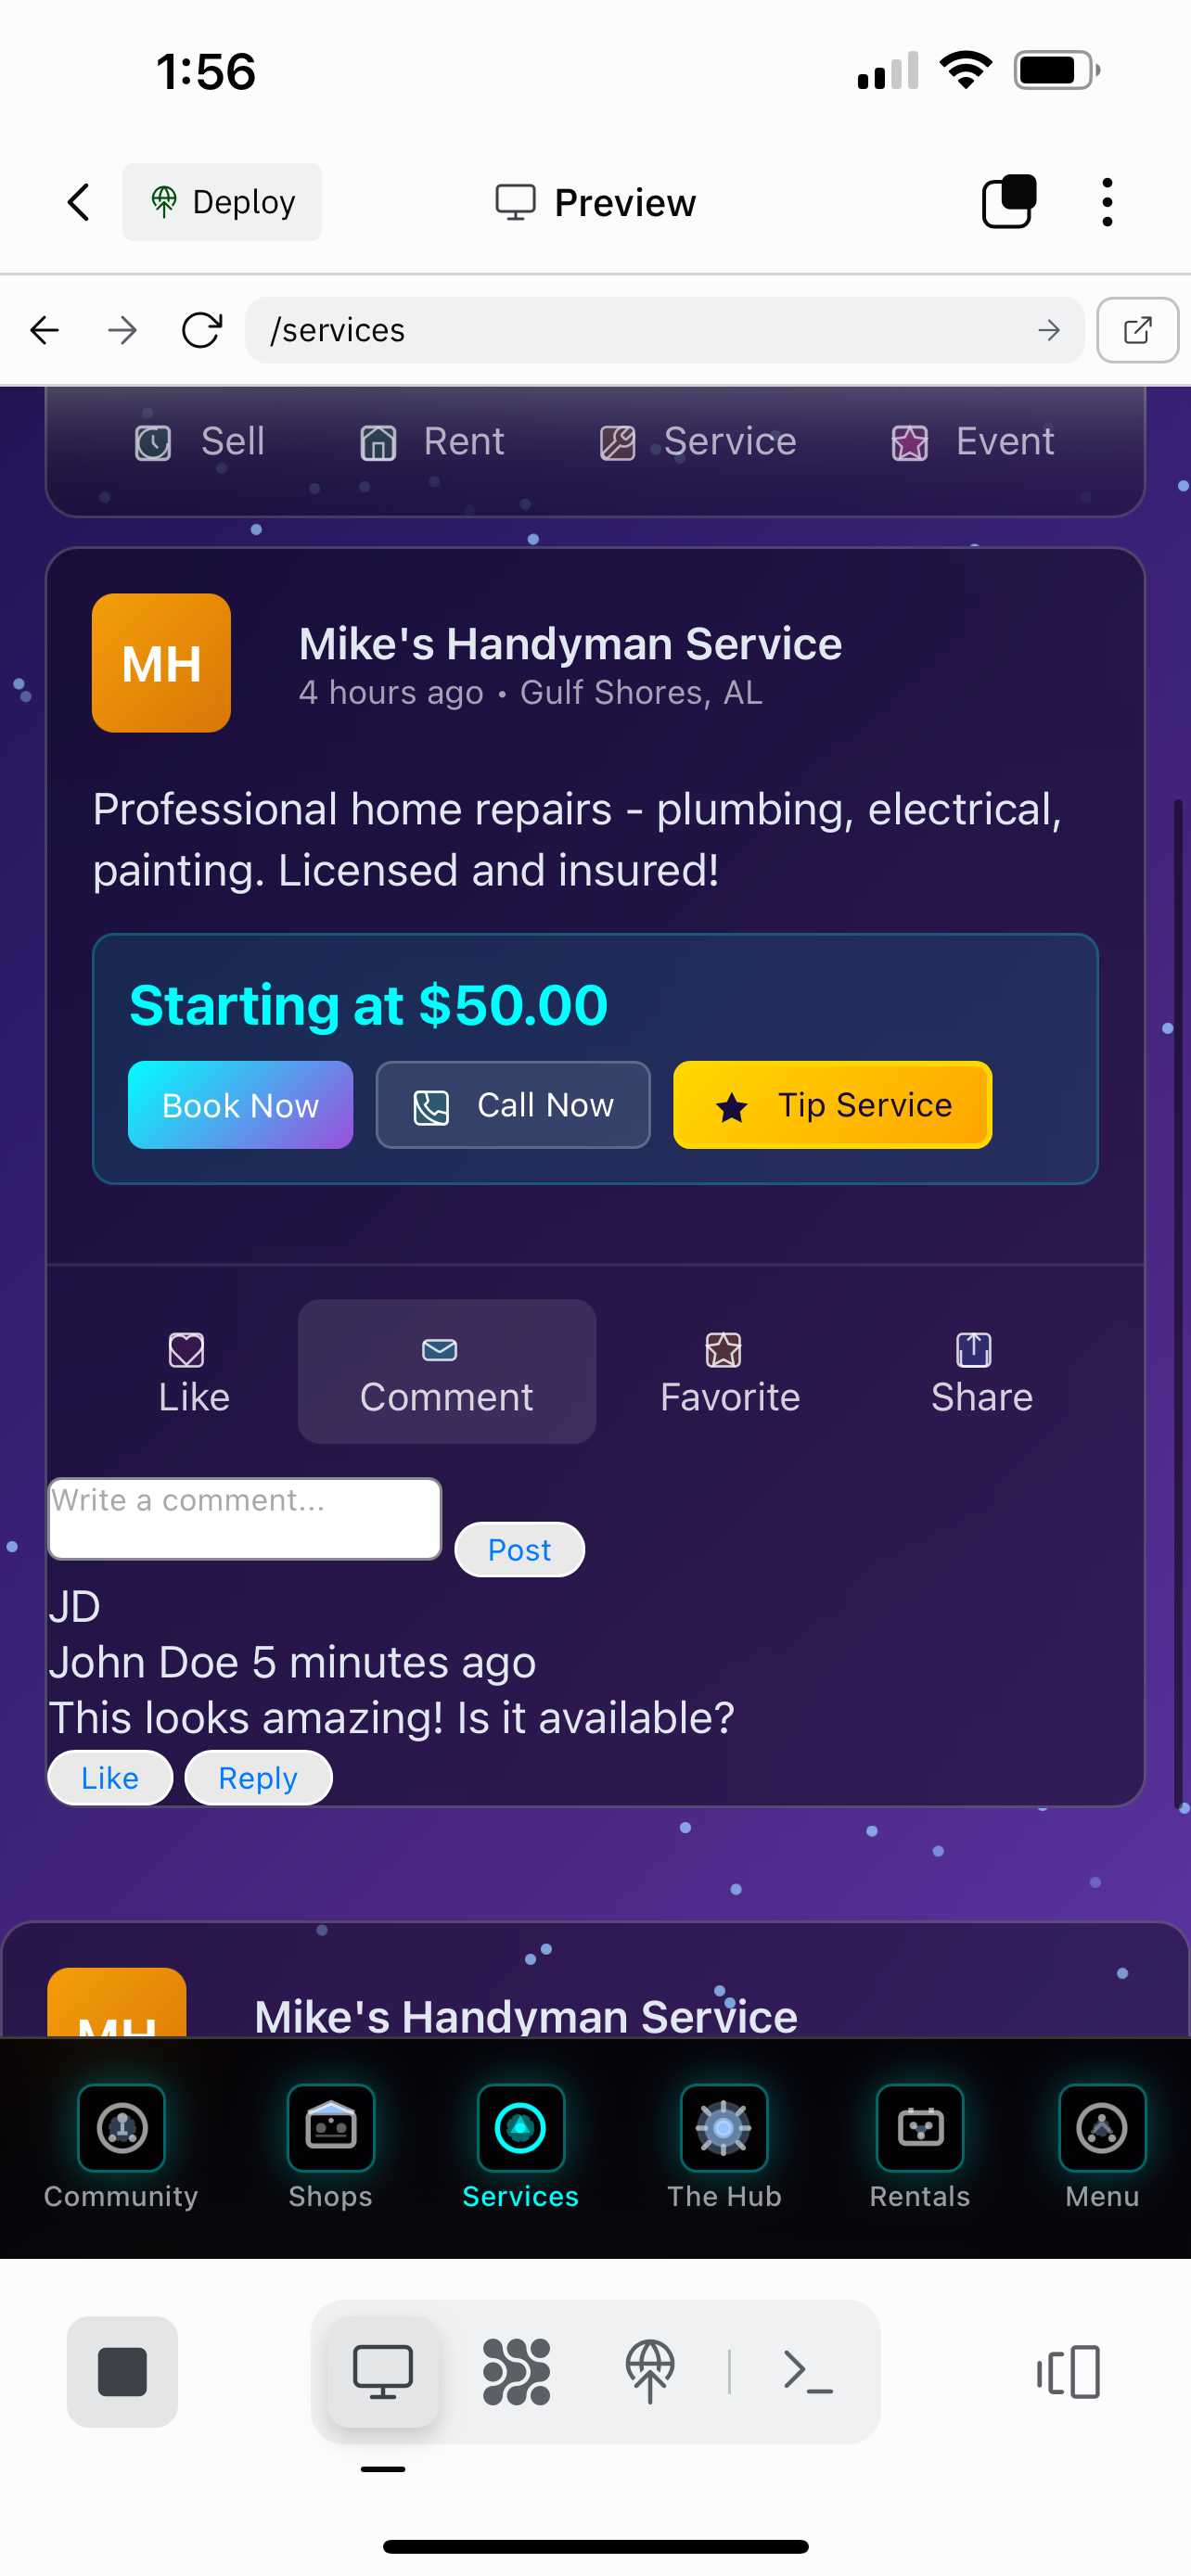 1:56
Deploy
Preview
/services
Sell Rent Service Event
MH
Mike's Handyman Service
4 hours ago • Gulf Shores, AL
Professional home repairs - plumbing, electrical,
painting. Licensed and insured!
Starting at $50.00
Book Now Call Now Tip Service
Like Comment Favorite Share
Write a comment...
Post
JD
John Doe 5 minutes ago
This looks amazing! Is it available?
Like Reply
MH
Mike's Handyman Service
Community Shops Services The Hub Rentals Menu